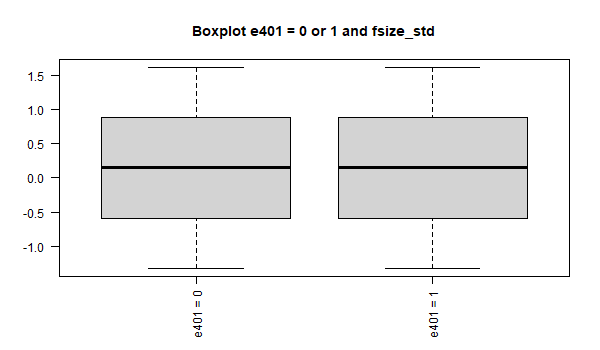 Boxplot e401 = 0 or 1 and fsize_std
1.5
1.0
0.5
0.0
-0.5
-1.0
e401 = 0
e401 = 1